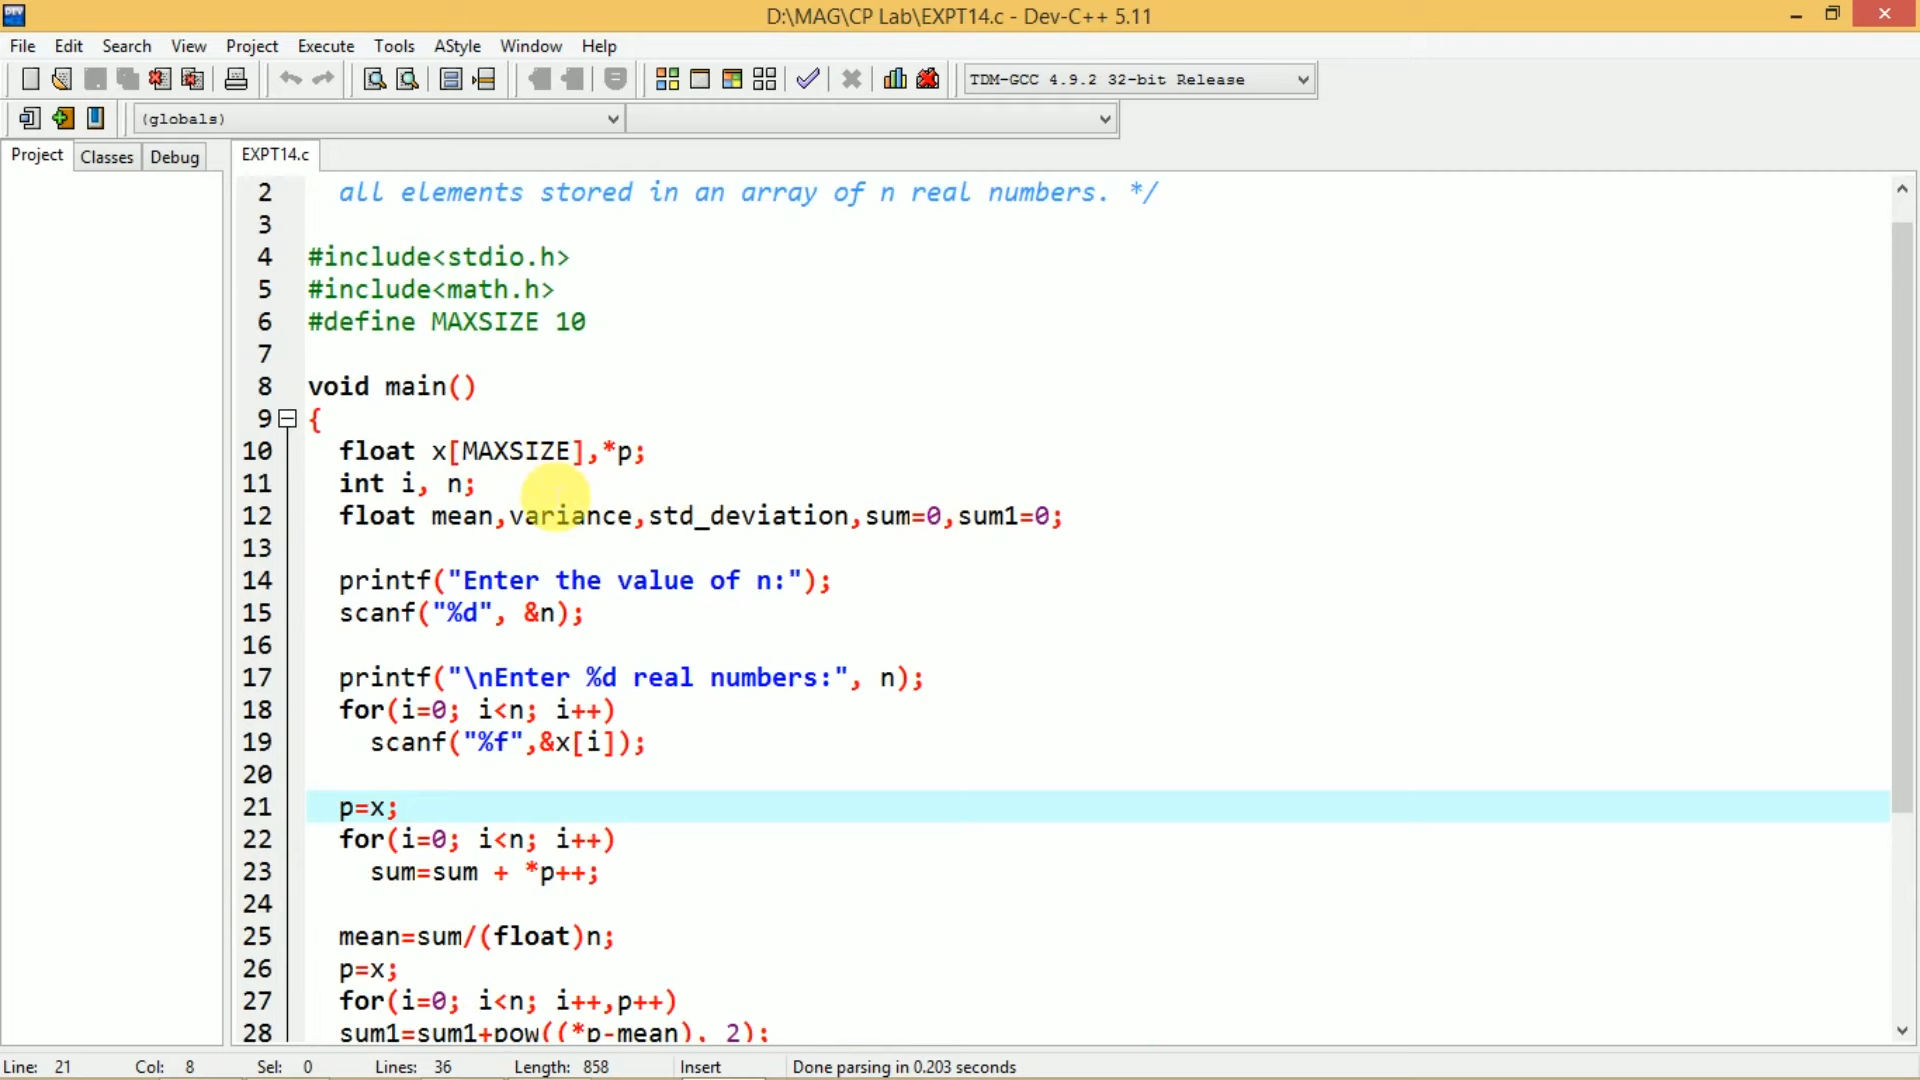 D:\MAG\CP Lab\EXPT14.c - Dev-C++ 5.11
File Edit Search View Project Execute Tools AStyle Window Help
TDM-GCC 4.9.2 32-bit Release
(globals)
Project Classes Debug EXPT14.c
2 all elements stored in an array of n real numbers. */
3
4 #include<stdio.h>
5 #include<math.h>
6 #define MAXSIZE 10
7
8 void main()
9 {
10 float x[MAXSIZE],*p;
11 int i, n;
12 float mean,variance,std_deviation,sum=0,sum1=0;
13
14 printf("Enter the value of n:");
15 scanf("%d", &n);
16
17 printf("\nEnter %d real numbers:", n);
18 for(i=0; i<n; i++)
19 scanf("%f",&x[i]);
20
21 p=x;
22 for(i=0; i<n; i++)
23 sum=sum + *p++;
24
25 mean=sum/(float)n;
26 p=x;
27 for(i=0; i<n; i++,p++)
28 sum1=sum1+pow((*p-mean), 2);
Line: 21 Col: 8 Sel: 0 Lines: 36 Length: 858 Insert Done parsing in 0.203 seconds